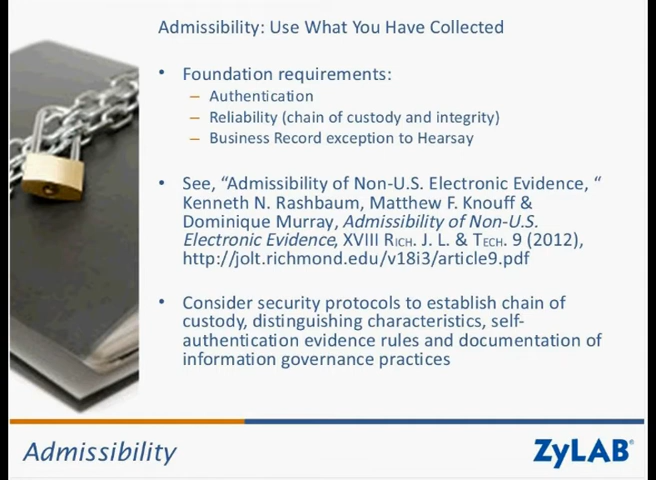 Admissibility: Use What You Have Collected
• Foundation requirements:
– Authentication
– Reliability (chain of custody and integrity)
– Business Record exception to Hearsay
• See, “Admissibility of Non-U.S. Electronic Evidence, “
Kenneth N. Rashbaum, Matthew F. Knouff &
Dominique Murray, Admissibility of Non-U.S.
Electronic Evidence, XVIII RICH. J. L. & TECH. 9 (2012),
http://jolt.richmond.edu/v18i3/article9.pdf
• Consider security protocols to establish chain of
custody, distinguishing characteristics, self-
authentication evidence rules and documentation of
information governance practices
Admissibility
ZyLAB®